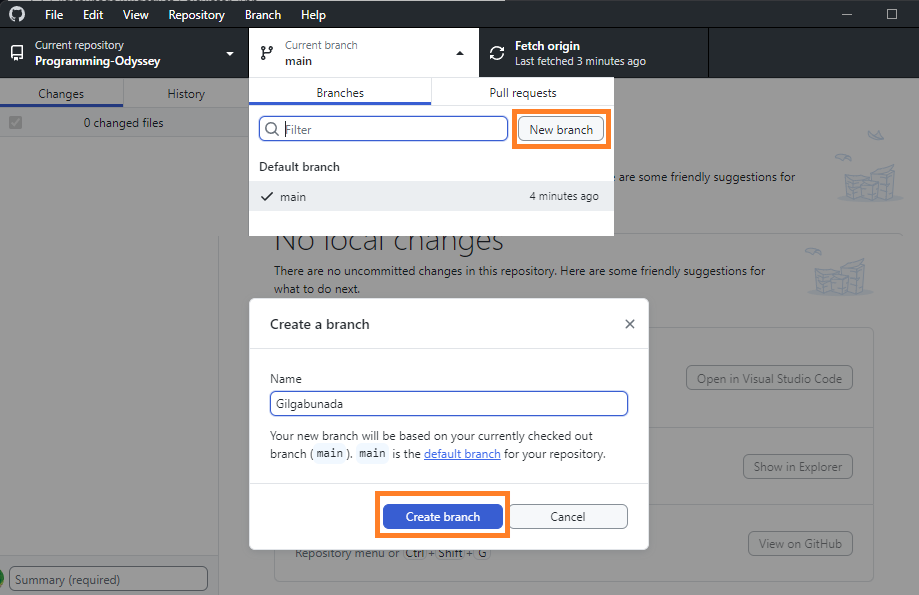 File Edit View Repository Branch Help
Current repository
Programming-Odyssey
Current branch
main
Fetch origin
Last fetched 3 minutes ago
Changes History
Branches Pull requests
0 changed files
Filter
New branch
Default branch
main 4 minutes ago
are some friendly suggestions for
No local changes
There are no uncommitted changes in this repository. Here are some friendly suggestions for
what to do next.
Create a branch
Name
Gilgabunada
Your new branch will be based on your currently checked out
branch (main). main is the default branch for your repository.
Create branch Cancel
Open in Visual Studio Code
Show in Explorer
View on GitHub
Repository menu or Ctrl + Shift + G
Summary (required)